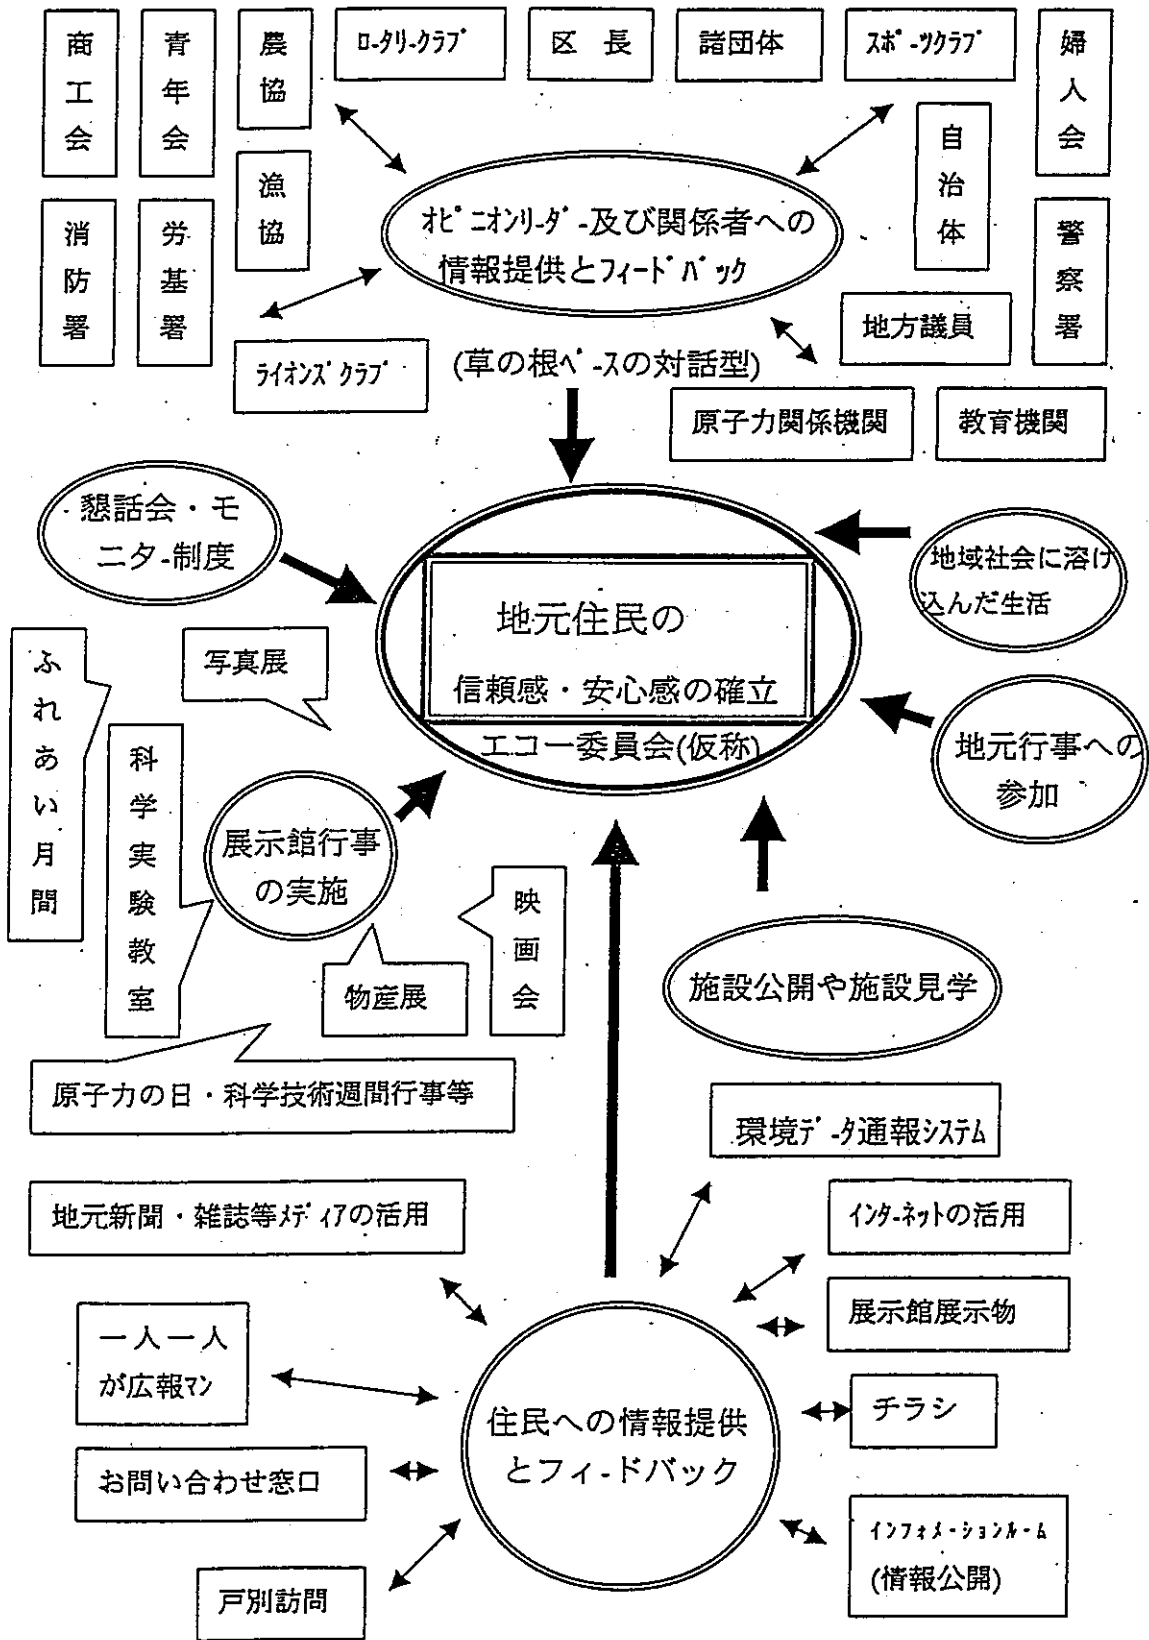 商工会
青年会
農協
ロータリークラブ
区 長
諸団体
スポーツクラブ
婦人会
自治体
漁協
消防署
労基署
警察署
オピニオンリーダー及び関係者への
情報提供とフィードバック
地方議員
ライオンズクラブ
(草の根ベースの対話型)
原子力関係機関
教育機関
懇話会・モ
ニター制度
地域社会に溶け
込んだ生活
地元住民の
信頼感・安心感の確立
エコー委員会(仮称)
ふれあい月間
写真展
地元行事への
参加
科学実験教室
展示館行事
の実施
映画会
物産展
施設公開や施設見学
原子力の日・科学技術週間行事等
環境データ通報システム
地元新聞・雑誌等メディアの活用
インターネットの活用
展示館展示物
一人一人
が広報マン
チラシ
住民への情報提供
とフィードバック
お問い合わせ窓口
インフォメーションルーム
(情報公開)
戸別訪問